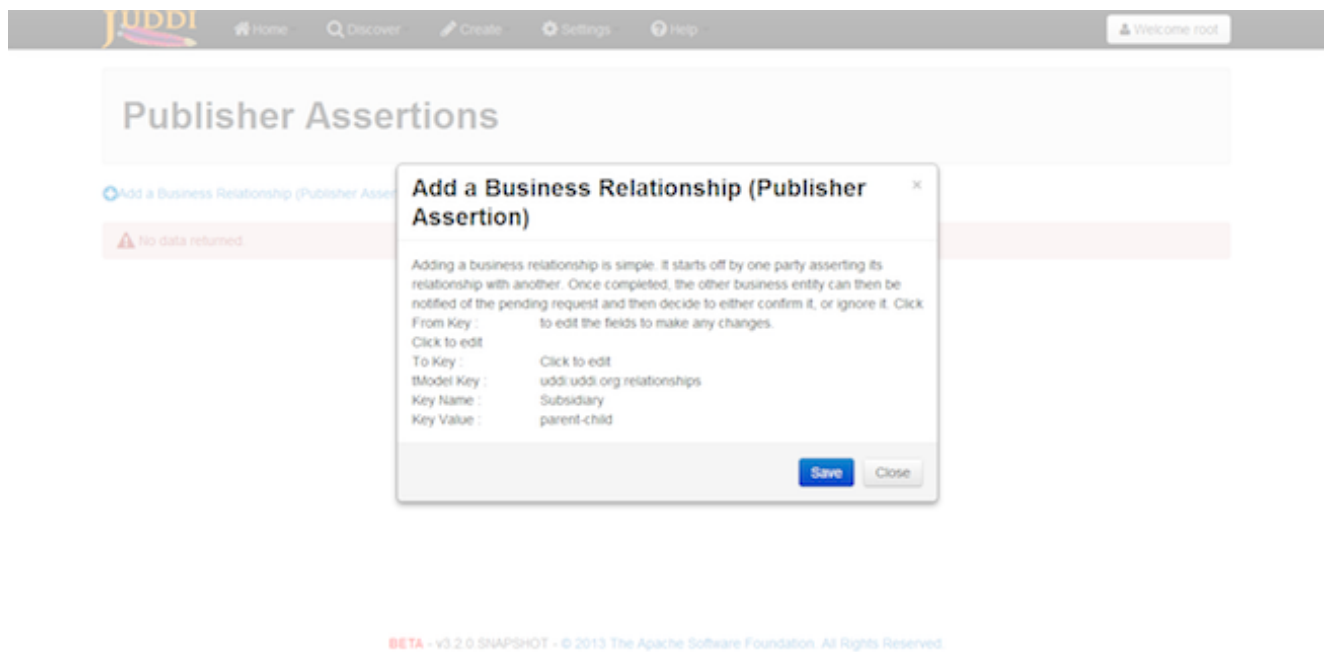 JUDDI Home Discover Create Settings Help Welcome root
Publisher Assertions
Add a Business Relationship (Publisher Asser
No data returned.
Add a Business Relationship (Publisher ×
Assertion)
Adding a business relationship is simple. It starts off by one party asserting its
relationship with another. Once completed, the other business entity can then be
notified of the pending request and then decide to either confirm it, or ignore it. Click
From Key : to edit the fields to make any changes.
Click to edit
To Key : Click to edit
tModel Key : uddi:uddi.org:relationships
Key Name : Subsidiary
Key Value : parent-child
Save Close
BETA - v3.2.0.SNAPSHOT - © 2013 The Apache Software Foundation. All Rights Reserved.